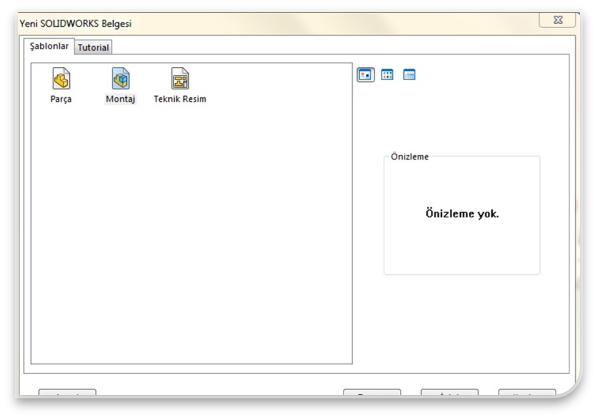 Yeni SOLIDWORKS Belgesi
Şablonlar Tutorial
Parça Montaj Teknik Resim
Önizleme
Önizleme yok.